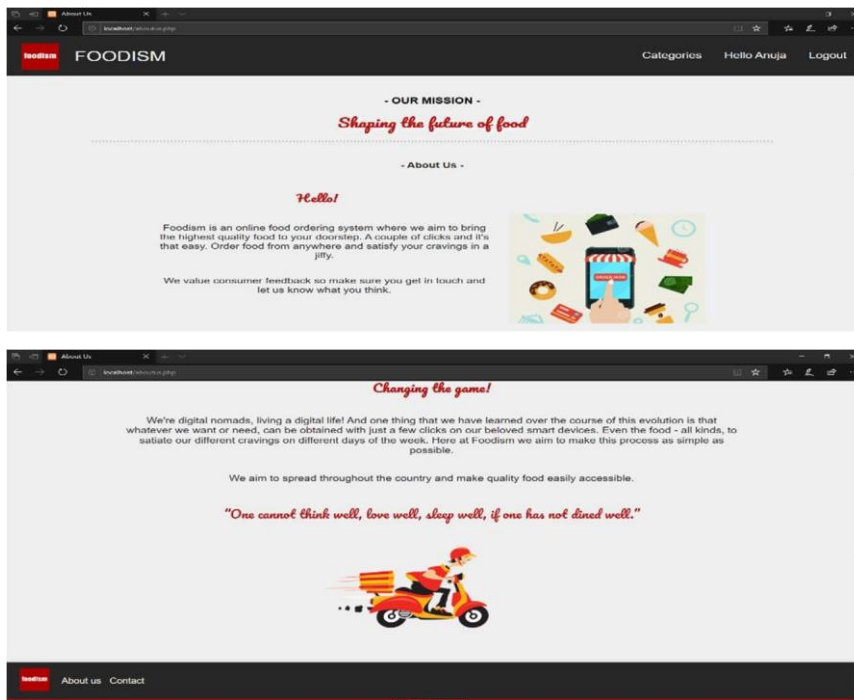 About Us
localhost/aboutus.php
foodism
FOODISM
Categories
Hello Anuja
Logout
- OUR MISSION -
Shaping the future of food
- About Us -
Hello!
Foodism is an online food ordering system where we aim to bring
the highest quality food to your doorstep. A couple of clicks and it's
that easy. Order food from anywhere and satisfy your cravings in a
jiffy.
We value consumer feedback so make sure you get in touch and
let us know what you think.
ORDER NOW
About Us
localhost/aboutus.php
Changing the game!
We're digital nomads, living a digital life! And one thing that we have learned over the course of this evolution is that
whatever we want or need, can be obtained with just a few clicks on our beloved smart devices. Even the food - all kinds, to
satiate our different cravings on different days of the week. Here at Foodism we aim to make this process as simple as
possible.
We aim to spread throughout the country and make quality food easily accessible.
"One cannot think well, love well, sleep well, if one has not dined well."
foodism
About us
Contact